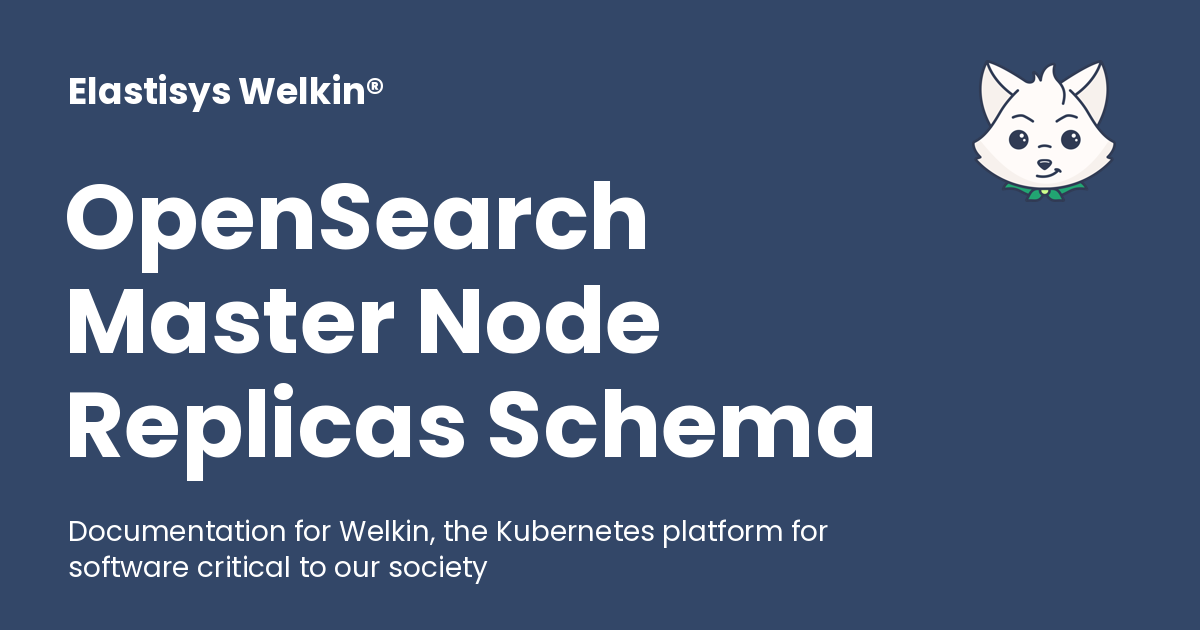 Elastisys Welkin®
OpenSearch
Master Node
Replicas Schema
Documentation for Welkin, the Kubernetes platform for
software critical to our society